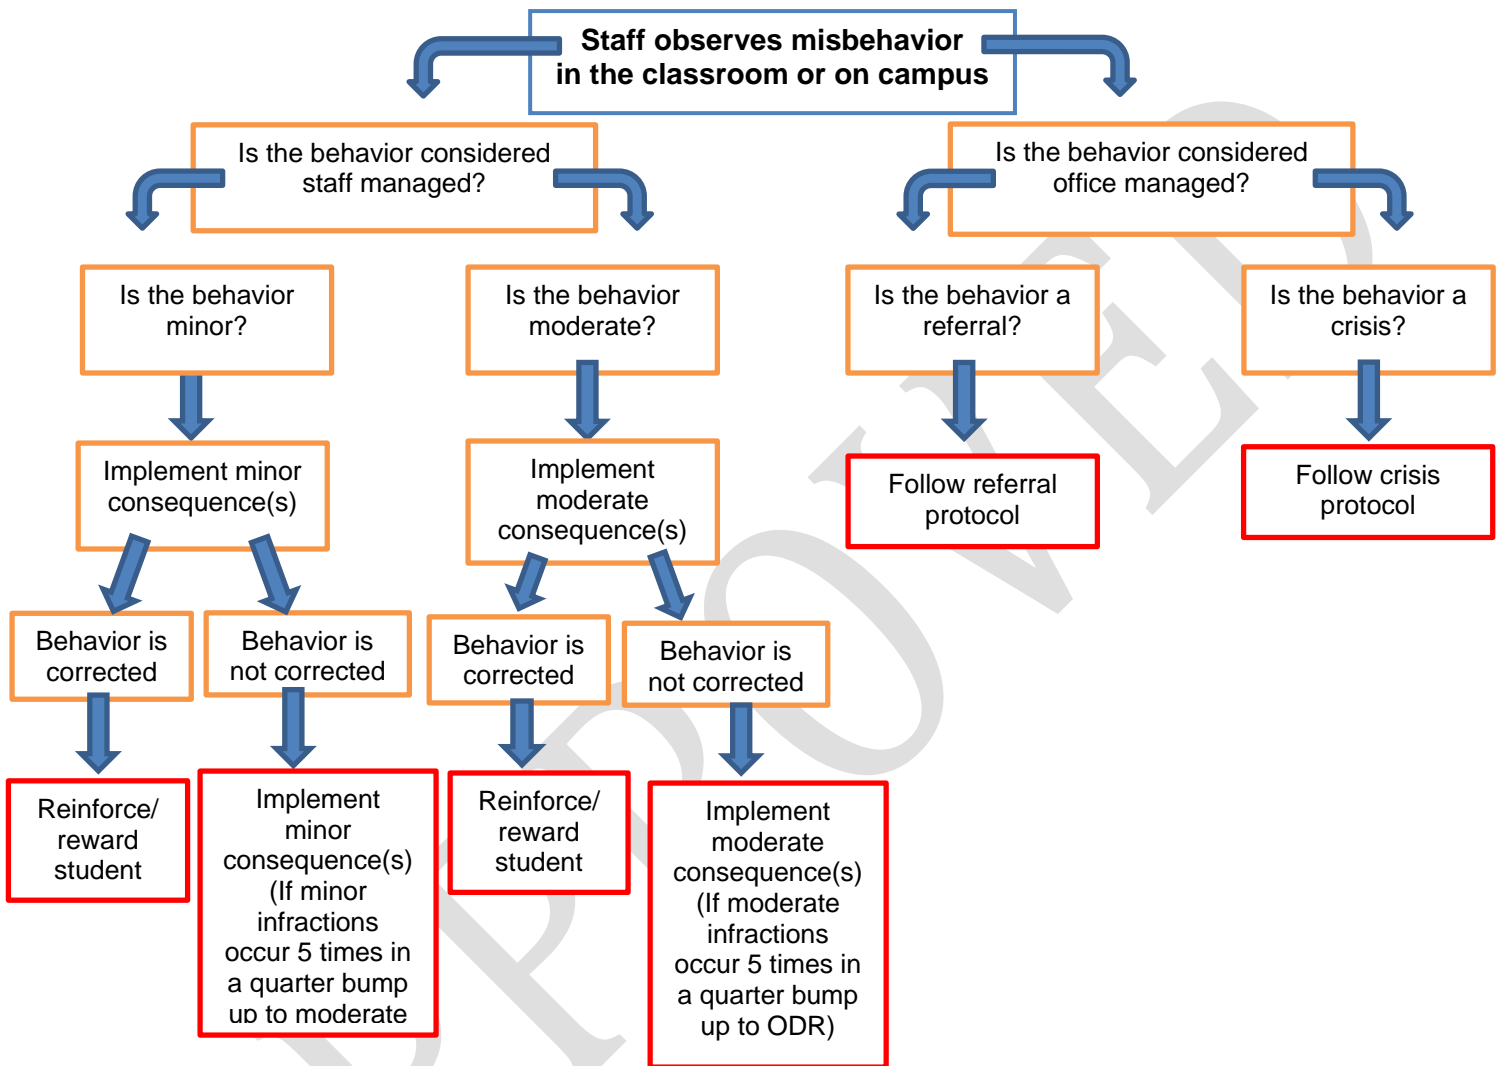 Staff observes misbehavior
in the classroom or on campus
Is the behavior considered
staff managed?
Is the behavior considered
office managed?
Is the behavior
minor?
Is the behavior
moderate?
Is the behavior a
referral?
Is the behavior a
crisis?
Implement minor
consequence(s)
Implement
moderate
consequence(s)
Follow referral
protocol
Follow crisis
protocol
Behavior is
corrected
Behavior is
not corrected
Behavior is
corrected
Behavior is
not corrected
Reinforce/
reward
student
Implement
minor
consequence(s)
(If minor
infractions
occur 5 times in
a quarter bump
up to moderate
Reinforce/
reward
student
Implement
moderate
consequence(s)
(If moderate
infractions
occur 5 times in
a quarter bump
up to ODR)
PPROVED